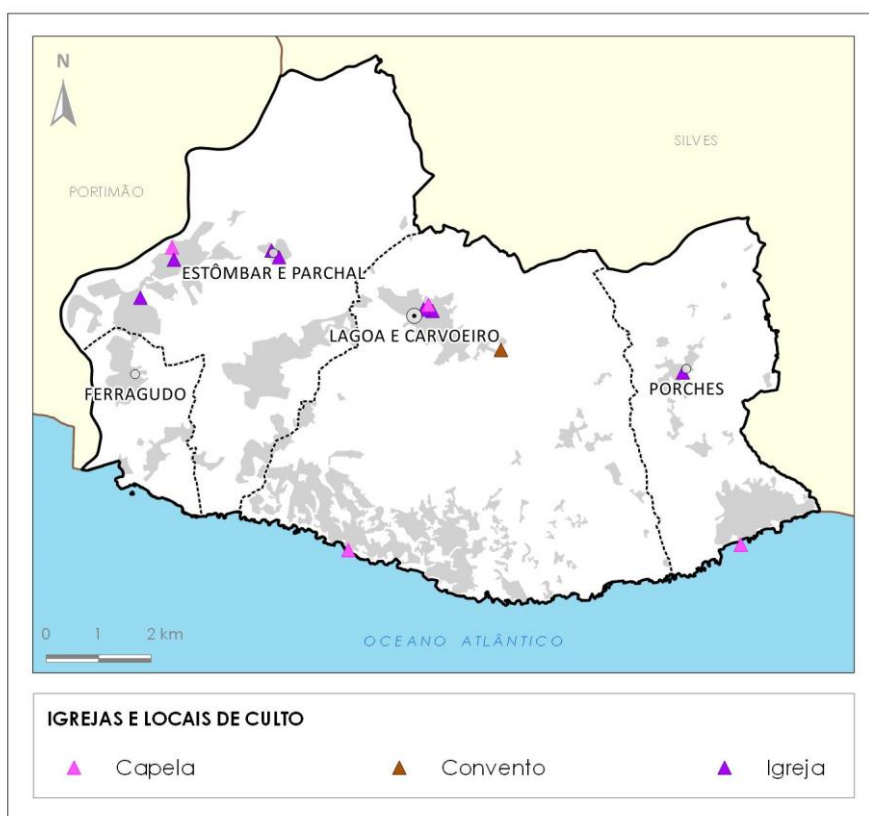 N
SILVES
PORTIMÃO
ESTÔMBAR E PARCHAL
LAGOA E CARVOEIRO
FERRAGUDO
PORCHES
0 1 2 km
OCEANO ATLÂNTICO
IGREJAS E LOCAIS DE CULTO
Capela Convento Igreja